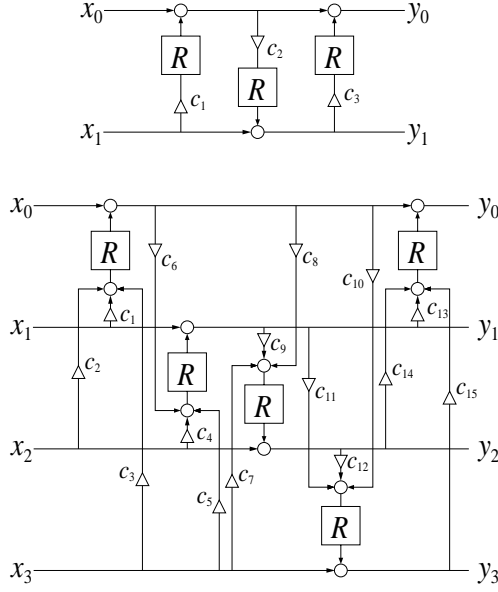 x₀ y₀
R R R
c₁ c₂ c₃
x₁ y₁
x₀ y₀
R c₆ c₈ c₁₀ R
c₁ c₁₃
x₁ y₁
c₂ R c₉ R c₁₁ c₁₄ c₁₅
c₄
x₂ y₂
c₃ c₅ c₇ c₁₂
R
x₃ y₃